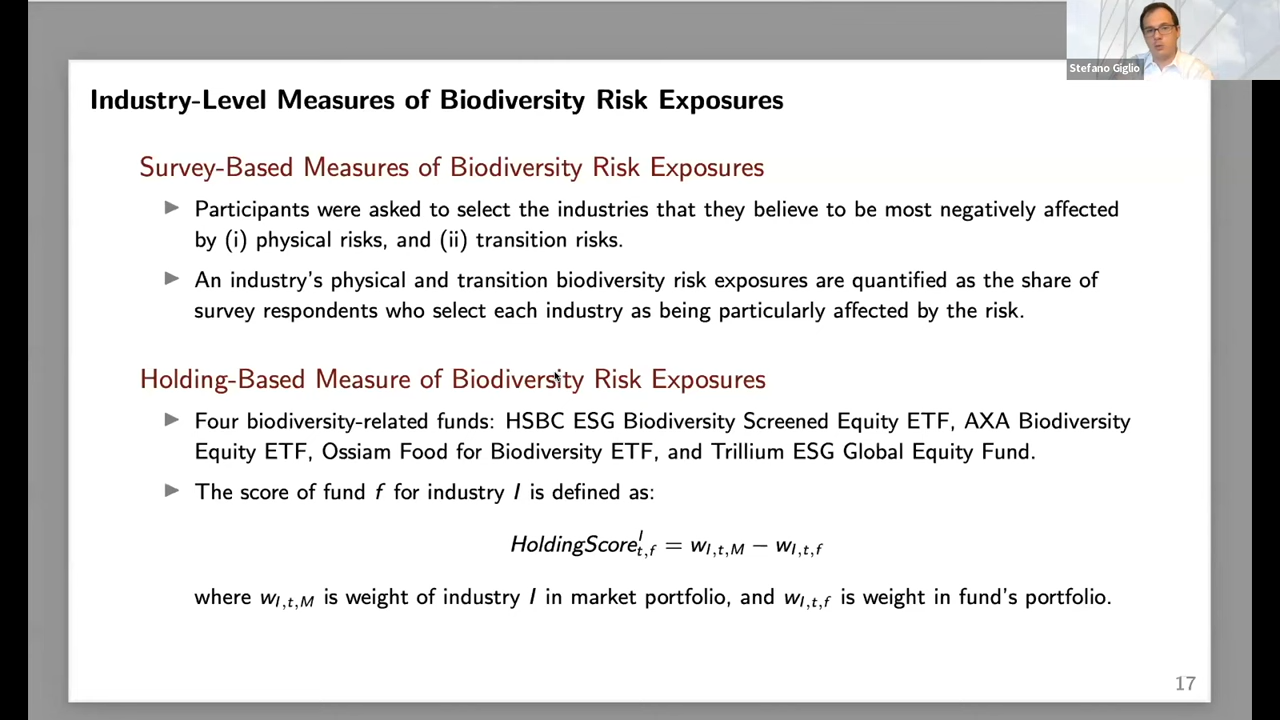 Stefano Giglio
Industry-Level Measures of Biodiversity Risk Exposures
Survey-Based Measures of Biodiversity Risk Exposures
▶ Participants were asked to select the industries that they believe to be most negatively affected
by (i) physical risks, and (ii) transition risks.
▶ An industry's physical and transition biodiversity risk exposures are quantified as the share of
survey respondents who select each industry as being particularly affected by the risk.
Holding-Based Measure of Biodiversity Risk Exposures
▶ Four biodiversity-related funds: HSBC ESG Biodiversity Screened Equity ETF, AXA Biodiversity
Equity ETF, Ossiam Food for Biodiversity ETF, and Trillium ESG Global Equity Fund.
▶ The score of fund f for industry I is defined as:
HoldingScore^I_{t,f} = w_{I,t,M} − w_{I,t,f}
where w_{I,t,M} is weight of industry I in market portfolio, and w_{I,t,f} is weight in fund's portfolio.
17